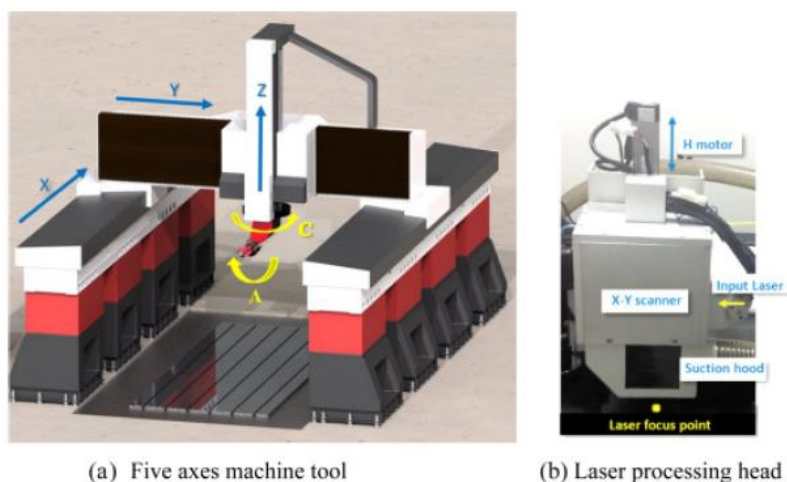 Y
Z
X
C
A
H motor
X-Y scanner
Input Laser
Suction hood
Laser focus point
(a) Five axes machine tool
(b) Laser processing head